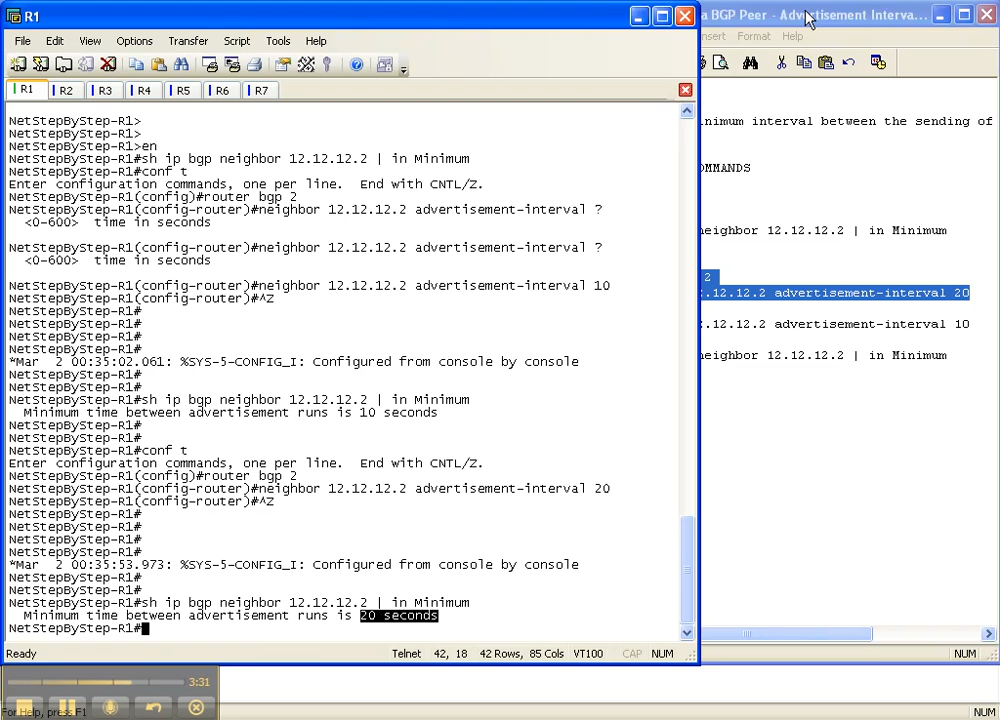 R1
File Edit View Options Transfer Script Tools Help
R1 R2 R3 R4 R5 R6 R7
NetStepByStep-R1>
NetStepByStep-R1>
NetStepByStep-R1>en
NetStepByStep-R1#sh ip bgp neighbor 12.12.12.2 | in Minimum
NetStepByStep-R1#conf t
Enter configuration commands, one per line.  End with CNTL/Z.
NetStepByStep-R1(config)#router bgp 2
NetStepByStep-R1(config-router)#neighbor 12.12.12.2 advertisement-interval ?
  <0-600>  time in seconds
NetStepByStep-R1(config-router)#neighbor 12.12.12.2 advertisement-interval ?
  <0-600>  time in seconds
NetStepByStep-R1(config-router)#neighbor 12.12.12.2 advertisement-interval 10
NetStepByStep-R1(config-router)#^Z
NetStepByStep-R1#
NetStepByStep-R1#
NetStepByStep-R1#
NetStepByStep-R1#
*Mar  2 00:35:02.061: %SYS-5-CONFIG_I: Configured from console by console
NetStepByStep-R1#
NetStepByStep-R1#
NetStepByStep-R1#sh ip bgp neighbor 12.12.12.2 | in Minimum
  Minimum time between advertisement runs is 10 seconds
NetStepByStep-R1#
NetStepByStep-R1#
NetStepByStep-R1#conf t
Enter configuration commands, one per line.  End with CNTL/Z.
NetStepByStep-R1(config)#router bgp 2
NetStepByStep-R1(config-router)#neighbor 12.12.12.2 advertisement-interval 20
NetStepByStep-R1(config-router)#^Z
NetStepByStep-R1#
NetStepByStep-R1#
NetStepByStep-R1#
NetStepByStep-R1#
*Mar  2 00:35:53.973: %SYS-5-CONFIG_I: Configured from console by console
NetStepByStep-R1#
NetStepByStep-R1#
NetStepByStep-R1#sh ip bgp neighbor 12.12.12.2 | in Minimum
  Minimum time between advertisement runs is 20 seconds
NetStepByStep-R1#
Ready Telnet 42, 18 42 Rows, 85 Cols VT100 CAP NUM
a BGP Peer - Advertisement Interva...
Insert Format Help
nimum interval between the sending of
OMMANDS
neighbor 12.12.12.2 | in Minimum
2
.12.12.2 advertisement-interval 20
.12.12.2 advertisement-interval 10
neighbor 12.12.12.2 | in Minimum
NUM
3:31
For Help, press F1
NUM